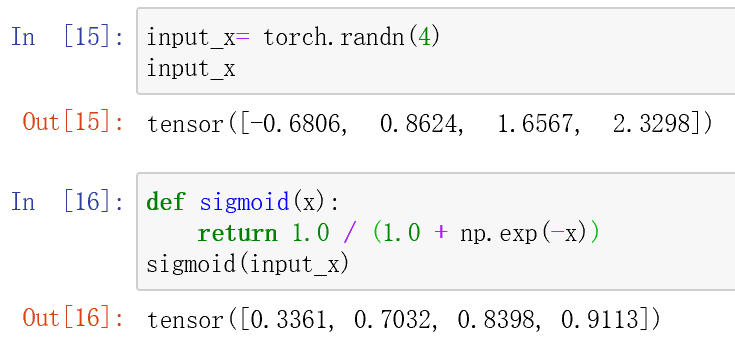 In [15]: input_x= torch.randn(4)
input_x
Out[15]: tensor([-0.6806, 0.8624, 1.6567, 2.3298])
In [16]: def sigmoid(x):
    return 1.0 / (1.0 + np.exp(-x))
sigmoid(input_x)
Out[16]: tensor([0.3361, 0.7032, 0.8398, 0.9113])